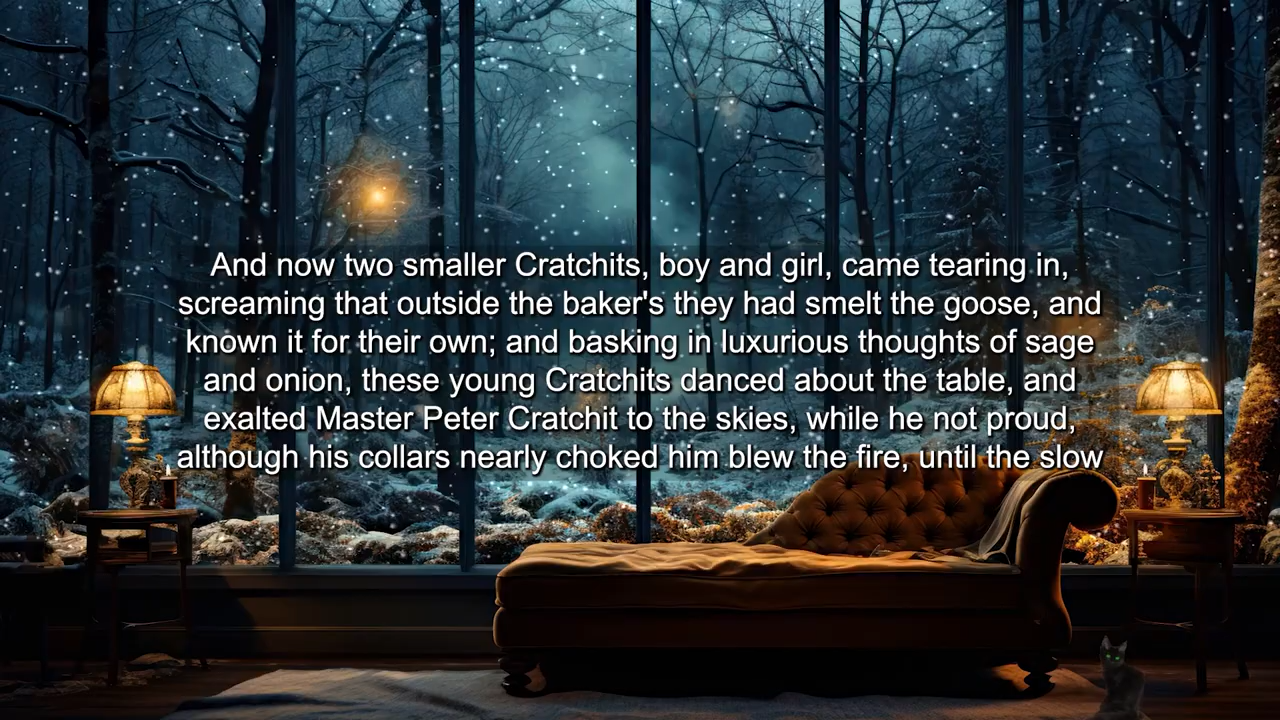 And now two smaller Cratchits, boy and girl, came tearing in,
screaming that outside the baker's they had smelt the goose, and
known it for their own; and basking in luxurious thoughts of sage
and onion, these young Cratchits danced about the table, and
exalted Master Peter Cratchit to the skies, while he not proud,
although his collars nearly choked him blew the fire, until the slow